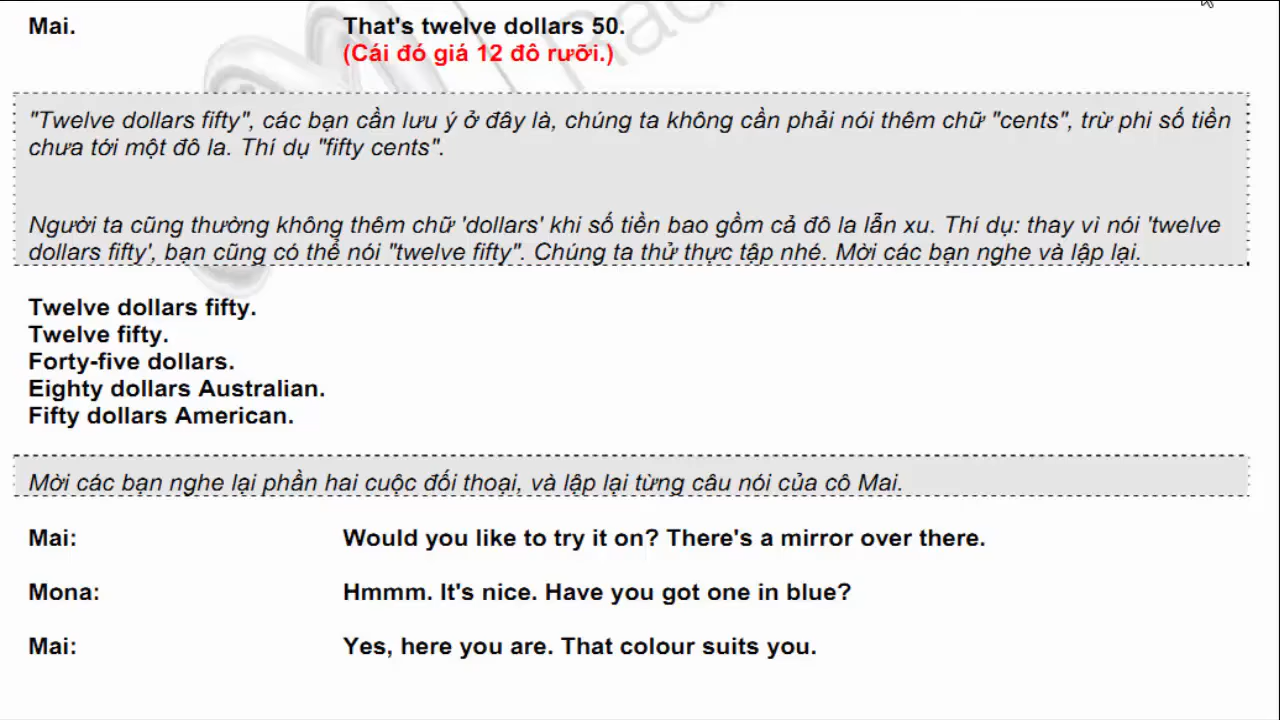 Mai. That's twelve dollars 50.
(Cái đó giá 12 đô rưỡi.)
"Twelve dollars fifty", các bạn cần lưu ý ở đây là, chúng ta không cần phải nói thêm chữ "cents", trừ phi số tiền
chưa tới một đô la. Thí dụ "fifty cents".
Người ta cũng thường không thêm chữ 'dollars' khi số tiền bao gồm cả đô la lẫn xu. Thí dụ: thay vì nói 'twelve
dollars fifty', bạn cũng có thể nói "twelve fifty". Chúng ta thử thực tập nhé. Mời các bạn nghe và lập lại.
Twelve dollars fifty.
Twelve fifty.
Forty-five dollars.
Eighty dollars Australian.
Fifty dollars American.
Mời các bạn nghe lại phần hai cuộc đối thoại, và lập lại từng câu nói của cô Mai.
Mai: Would you like to try it on? There's a mirror over there.
Mona: Hmmm. It's nice. Have you got one in blue?
Mai: Yes, here you are. That colour suits you.